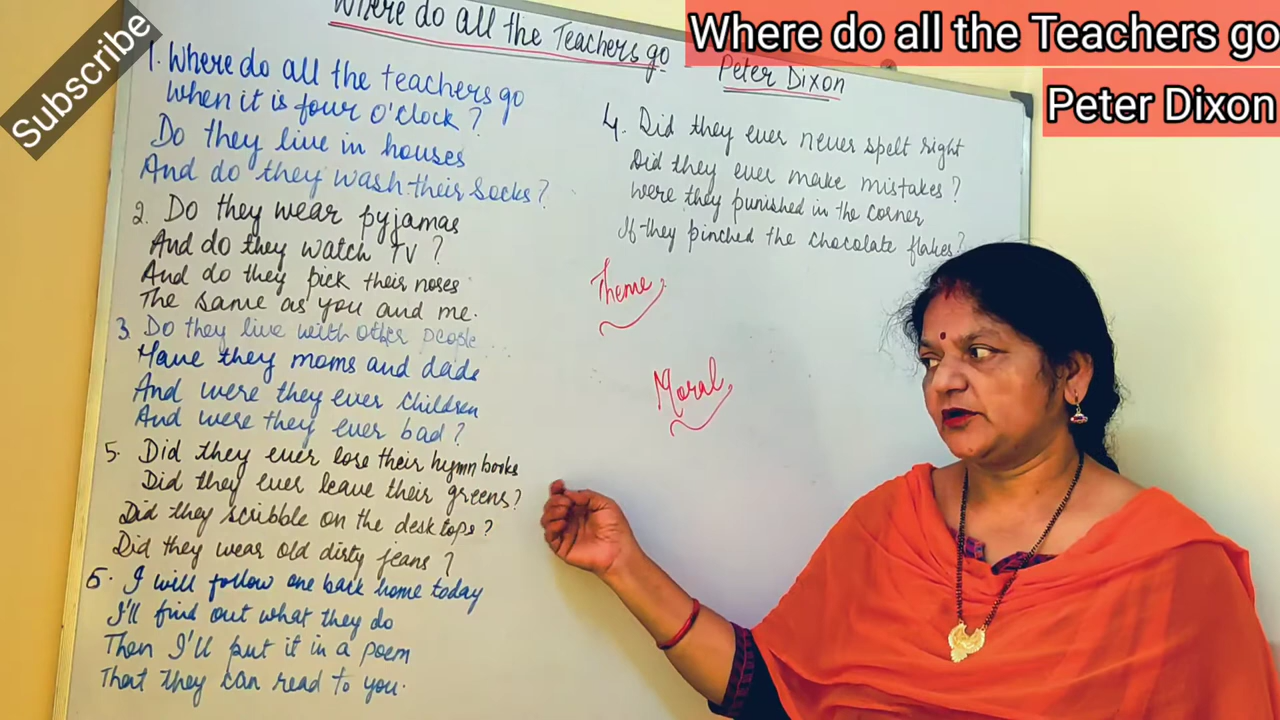 Subscribe
Where do all the Teachers go
Peter Dixon
Where do all the Teachers go
Peter Dixon
1. Where do all the teachers go
When it is four O'Clock ?
Do they live in houses
And do they wash their Socks ?
2. Do they wear pyjamas
And do they watch TV ?
And do they pick their noses
The same as you and me.
3. Do they live with other people
Have they moms and dads
And were they ever children
And were they ever bad ?
4. Did they ever never spelt right
Did they ever make mistakes ?
Were they punished in the corner
If they pinched the chocolate flakes ?
5. Did they ever lose their hymn books
Did they ever leave their greens ?
Did they scribble on the desk tops ?
Did they wear old dirty jeans ?
6. I will follow one back home today
I'll find out what they do
Then I'll put it in a poem
That they can read to you.
Theme
Moral